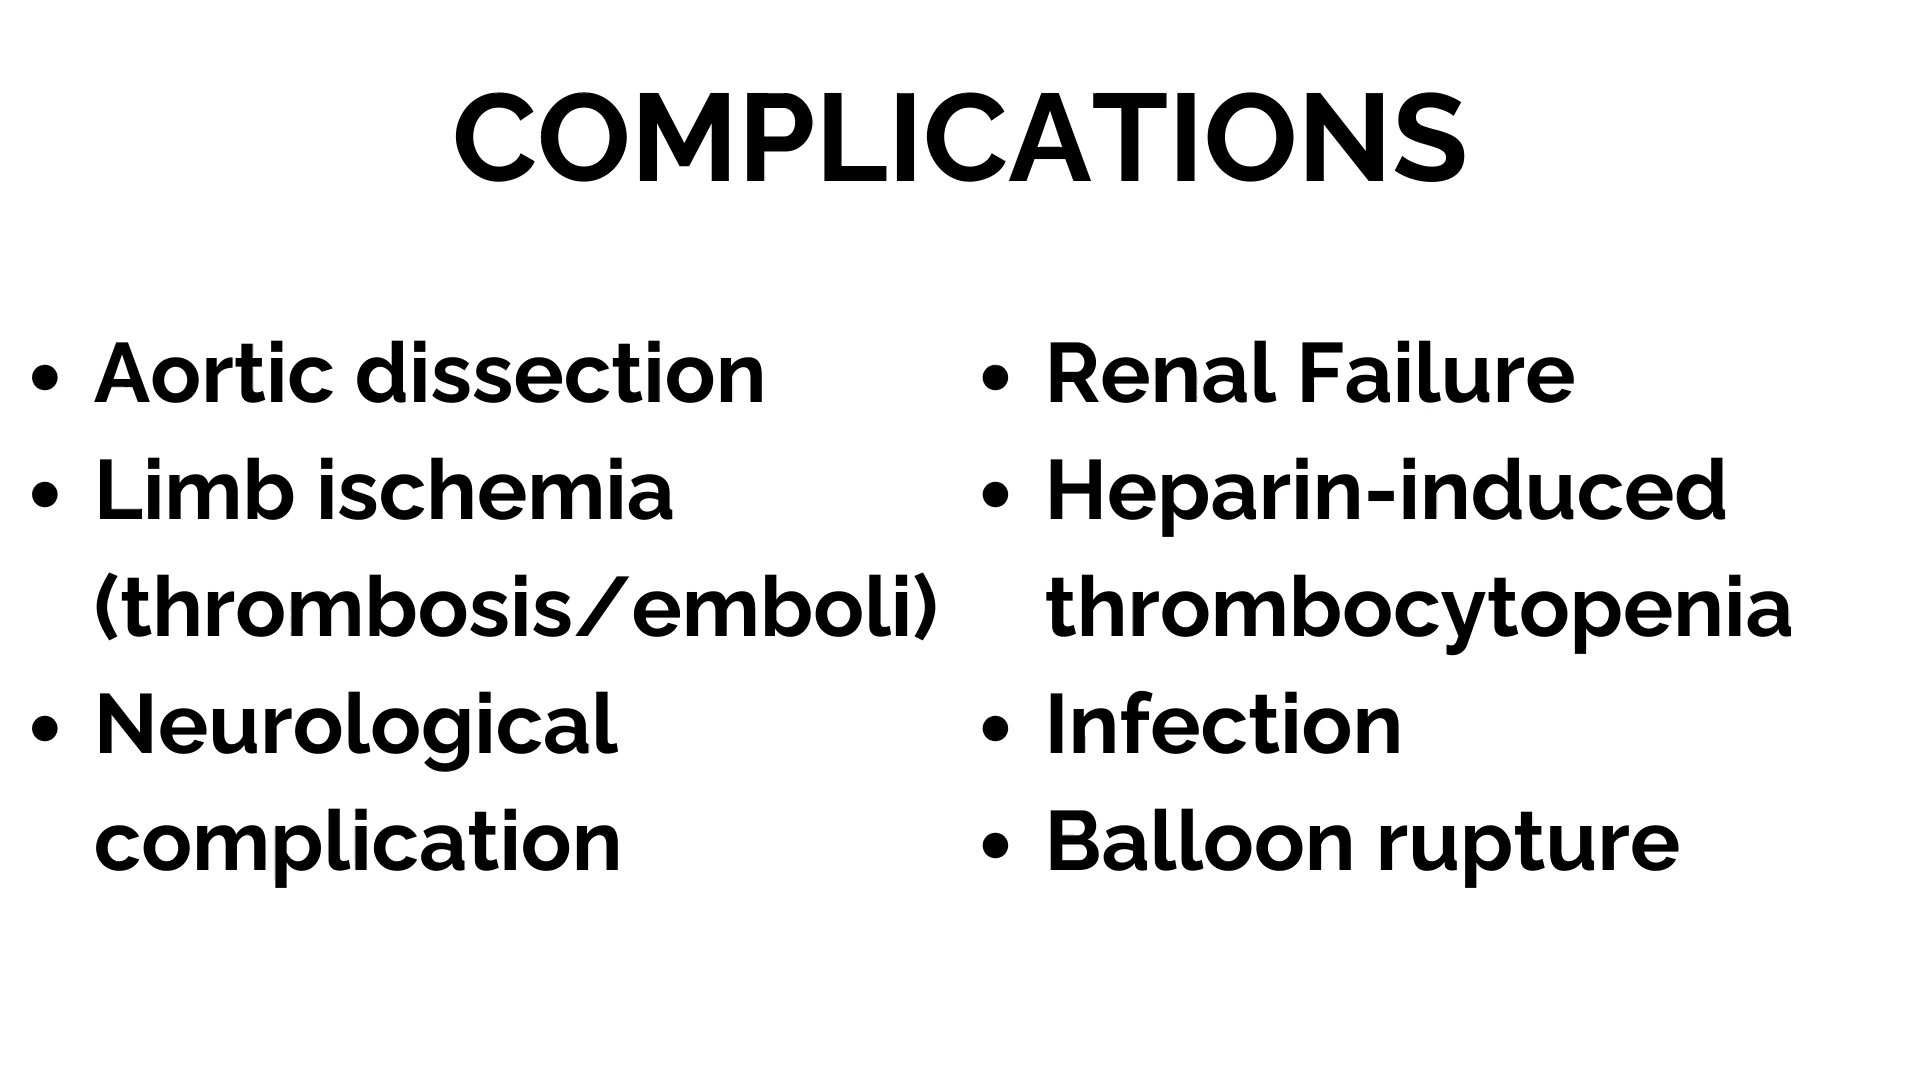 COMPLICATIONS
• Aortic dissection
• Limb ischemia
(thrombosis/emboli)
• Neurological
complication
• Renal Failure
• Heparin-induced
thrombocytopenia
• Infection
• Balloon rupture